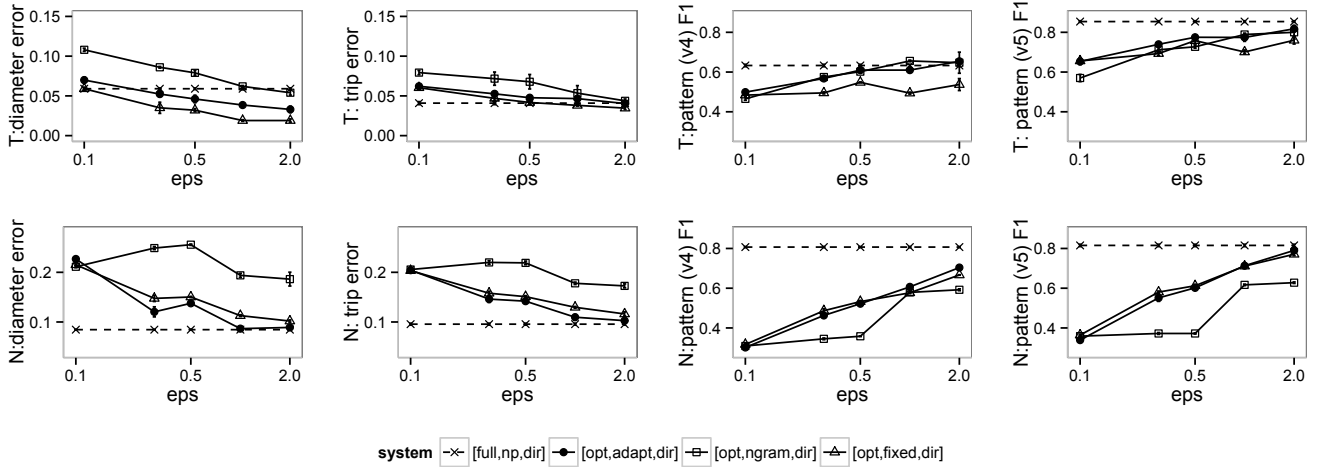 T:diameter error
0.15
0.10
0.05
0.00
0.1 0.5 2.0
eps
T: trip error
0.15
0.10
0.05
0.00
0.1 0.5 2.0
eps
T:pattern (v4) F1
0.8
0.6
0.4
0.1 0.5 2.0
eps
T: pattern (v5) F1
0.8
0.6
0.4
0.1 0.5 2.0
eps
N:diameter error
0.2
0.1
0.1 0.5 2.0
eps
N: trip error
0.2
0.1
0.1 0.5 2.0
eps
N:pattern (v4) F1
0.8
0.6
0.4
0.1 0.5 2.0
eps
N:pattern (v5) F1
0.8
0.6
0.4
0.1 0.5 2.0
eps
system [full,np,dir] [opt,adapt,dir] [opt,ngram,dir] [opt,fixed,dir]